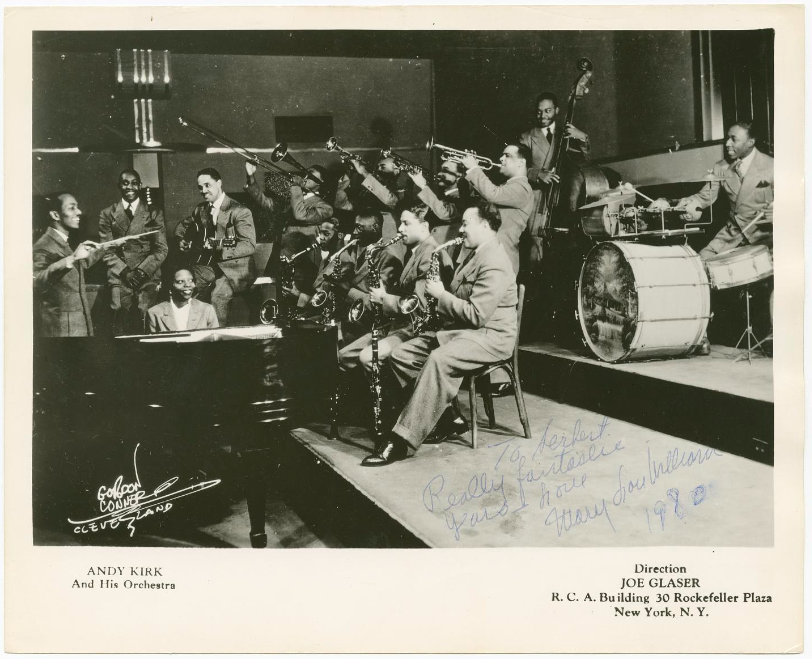 GORDON
CONNER
CLEVELAND
To Herbert
Really fantastic
Yours & love
Mary Lou Williams
1980
ANDY KIRK
And His Orchestra
Direction
JOE GLASER
R. C. A. Building 30 Rockefeller Plaza
New York, N. Y.